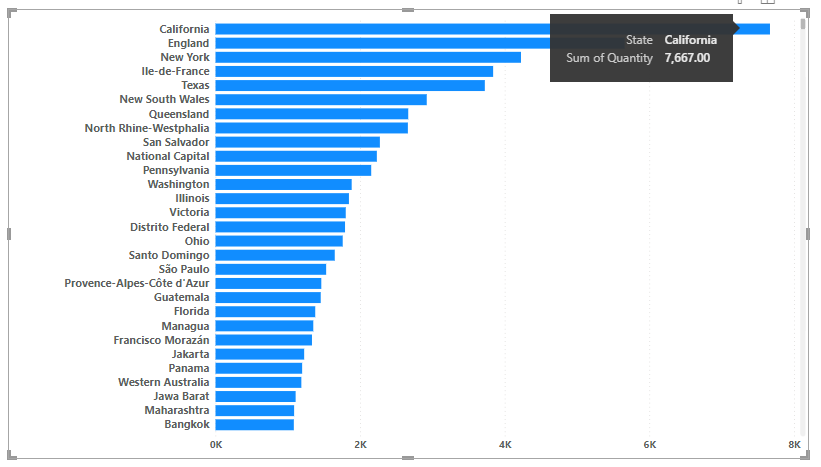 California
State California
England
Sum of Quantity 7,667.00
New York
Ile-de-France
Texas
New South Wales
Queensland
North Rhine-Westphalia
San Salvador
National Capital
Pennsylvania
Washington
Illinois
Victoria
Distrito Federal
Ohio
Santo Domingo
São Paulo
Provence-Alpes-Côte d'Azur
Guatemala
Florida
Managua
Francisco Morazán
Jakarta
Panama
Western Australia
Jawa Barat
Maharashtra
Bangkok
0K 2K 4K 6K 8K